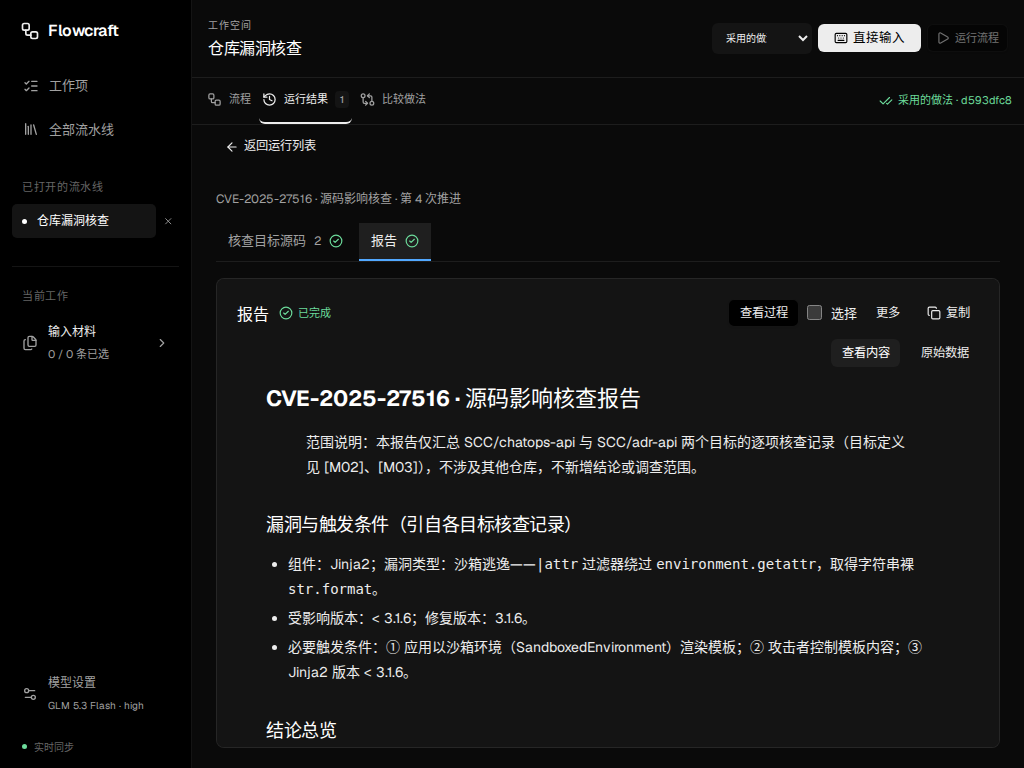 Flowcraft
工作项
全部流水线
已打开的流水线
仓库漏洞核查
当前工作
输入材料
0 / 0 条已选
模型设置
GLM 5.3 Flash · high
实时同步
工作空间
仓库漏洞核查
采用的做
直接输入
运行流程
流程
运行结果 1
比较做法
采用的做法 · d593dfc8
返回运行列表
CVE-2025-27516 · 源码影响核查 · 第 4 次推进
核查目标源码 2
报告
报告
已完成
查看过程
选择
更多
复制
查看内容
原始数据
CVE-2025-27516 · 源码影响核查报告
范围说明：本报告仅汇总 SCC/chatops-api 与 SCC/adr-api 两个目标的逐项核查记录（目标定义
见 [M02]、[M03]），不涉及其他仓库，不新增结论或调查范围。
漏洞与触发条件（引自各目标核查记录）
组件：Jinja2；漏洞类型：沙箱逃逸——|attr 过滤器绕过 environment.getattr，取得字符串裸
str.format。
受影响版本：< 3.1.6；修复版本：3.1.6。
必要触发条件：① 应用以沙箱环境（SandboxedEnvironment）渲染模板；② 攻击者控制模板内容；③
Jinja2 版本 < 3.1.6。
结论总览